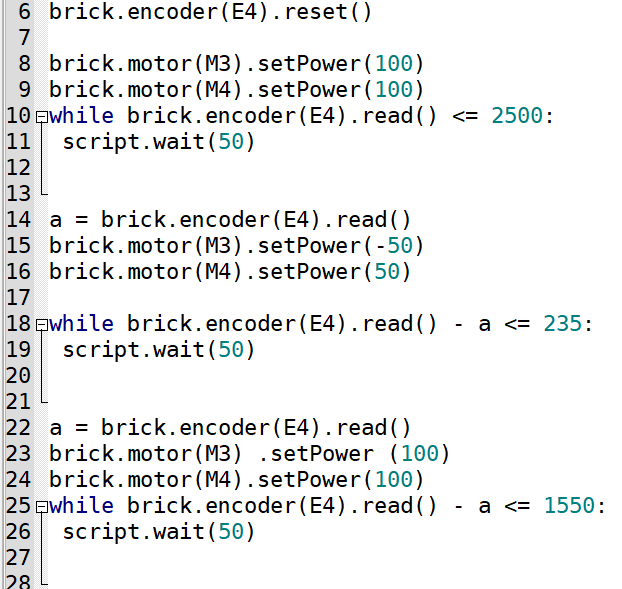 6 brick.encoder(E4).reset()
7
8 brick.motor(M3).setPower(100)
9 brick.motor(M4).setPower(100)
10 while brick.encoder(E4).read() <= 2500:
11  script.wait(50)
12
13
14 a = brick.encoder(E4).read()
15 brick.motor(M3).setPower(-50)
16 brick.motor(M4).setPower(50)
17
18 while brick.encoder(E4).read() - a <= 235:
19  script.wait(50)
20
21
22 a = brick.encoder(E4).read()
23 brick.motor(M3) .setPower (100)
24 brick.motor(M4).setPower(100)
25 while brick.encoder(E4).read() - a <= 1550:
26  script.wait(50)
27
28